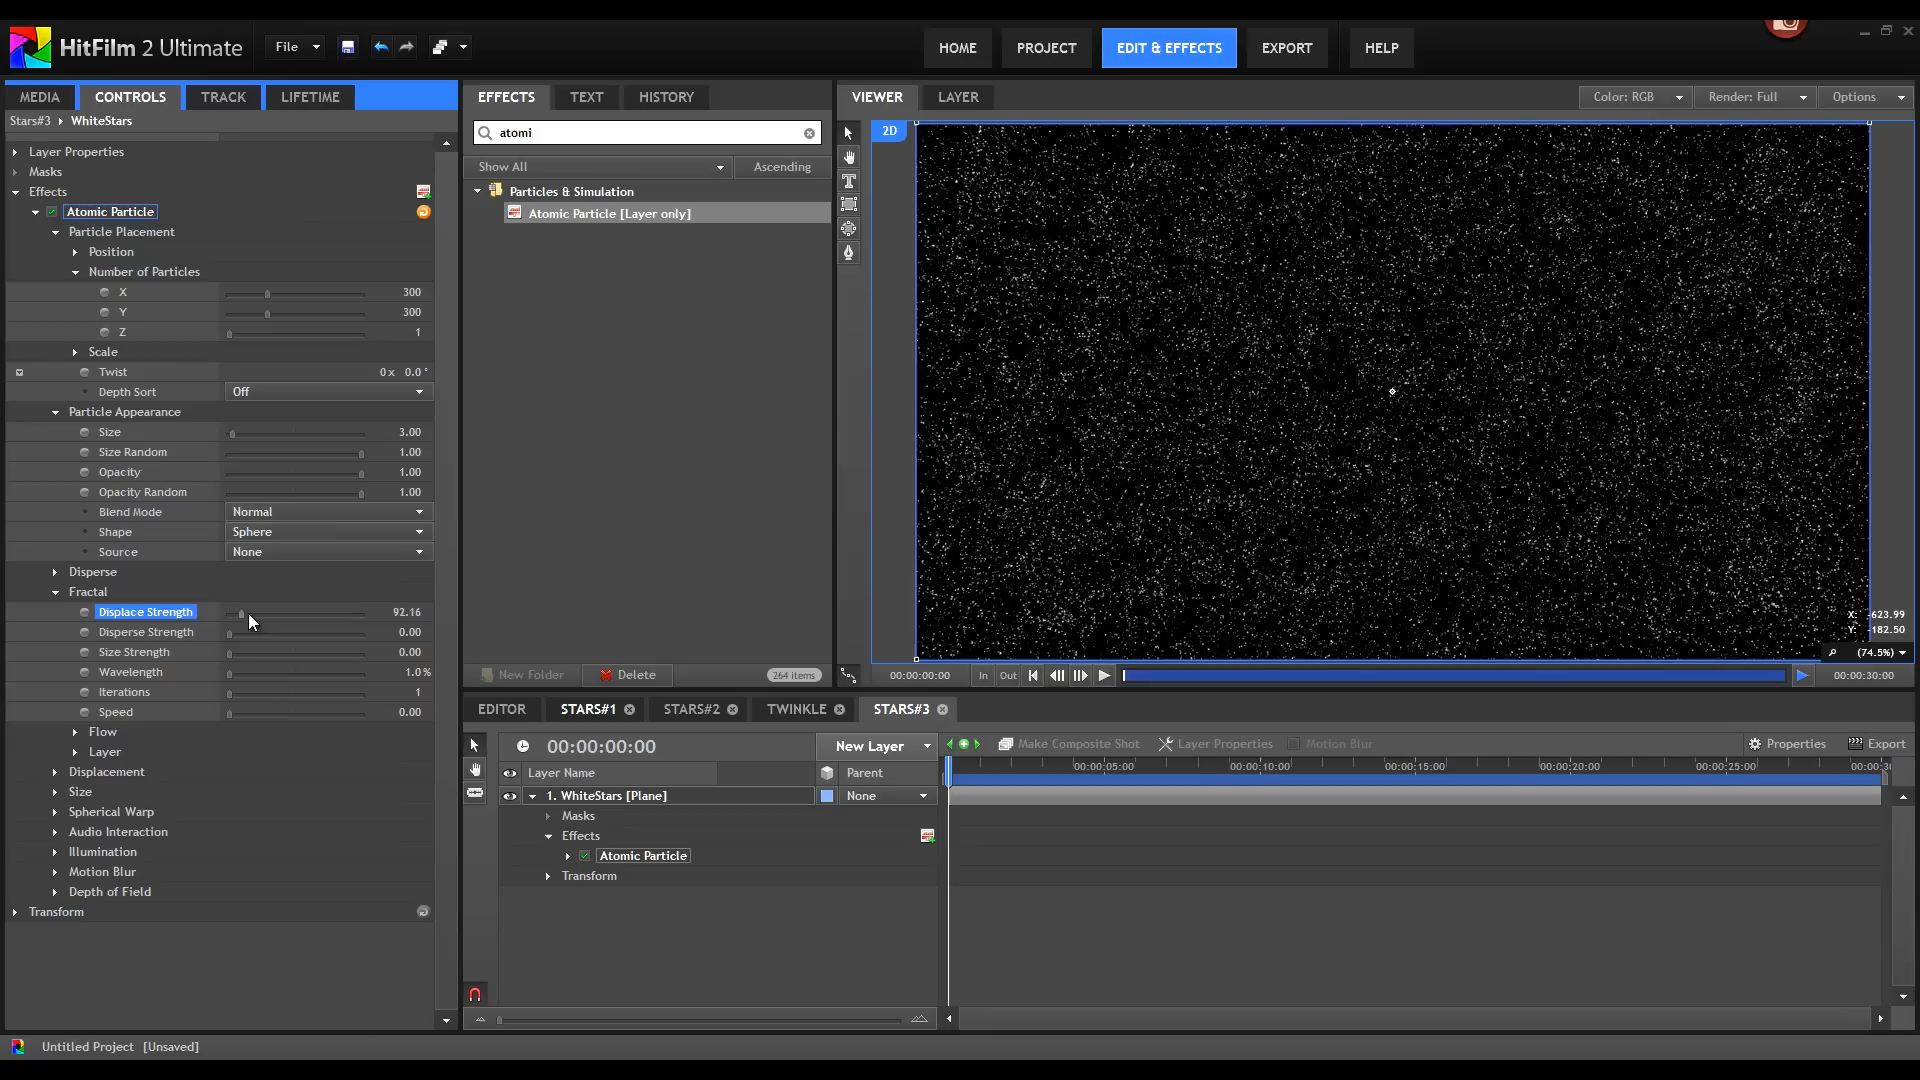 HitFilm 2 Ultimate
File
HOME
PROJECT
EDIT & EFFECTS
EXPORT
HELP
MEDIA
CONTROLS
TRACK
LIFETIME
Stars#3 WhiteStars
Layer Properties
Masks
Effects
Atomic Particle
Particle Placement
Position
Number of Particles
X 300
Y 300
Z 1
Scale
Twist 0 x 0.0 °
Depth Sort Off
Particle Appearance
Size 3.00
Size Random 1.00
Opacity 1.00
Opacity Random 1.00
Blend Mode Normal
Shape Sphere
Source None
Disperse
Fractal
Displace Strength 92.16
Disperse Strength 0.00
Size Strength 0.00
Wavelength 1.0%
Iterations 1
Speed 0.00
Flow
Layer
Displacement
Size
Spherical Warp
Audio Interaction
Illumination
Motion Blur
Depth of Field
Transform
EFFECTS
TEXT
HISTORY
atomi
Show All
Ascending
Particles & Simulation
Atomic Particle [Layer only]
New Folder
Delete
264 items
VIEWER
LAYER
Color: RGB
Render: Full
Options
2D
X: -623.99
Y: -182.50
(74.5%)
00:00:00:00
In
Out
00:00:30:00
EDITOR
STARS#1
STARS#2
TWINKLE
STARS#3
00:00:00:00
New Layer
Make Composite Shot
Layer Properties
Motion Blur
Properties
Export
Layer Name
Parent
00:00:05:00
00:00:10:00
00:00:15:00
00:00:20:00
00:00:25:00
1. WhiteStars [Plane]
None
Masks
Effects
Atomic Particle
Transform
Untitled Project [Unsaved]